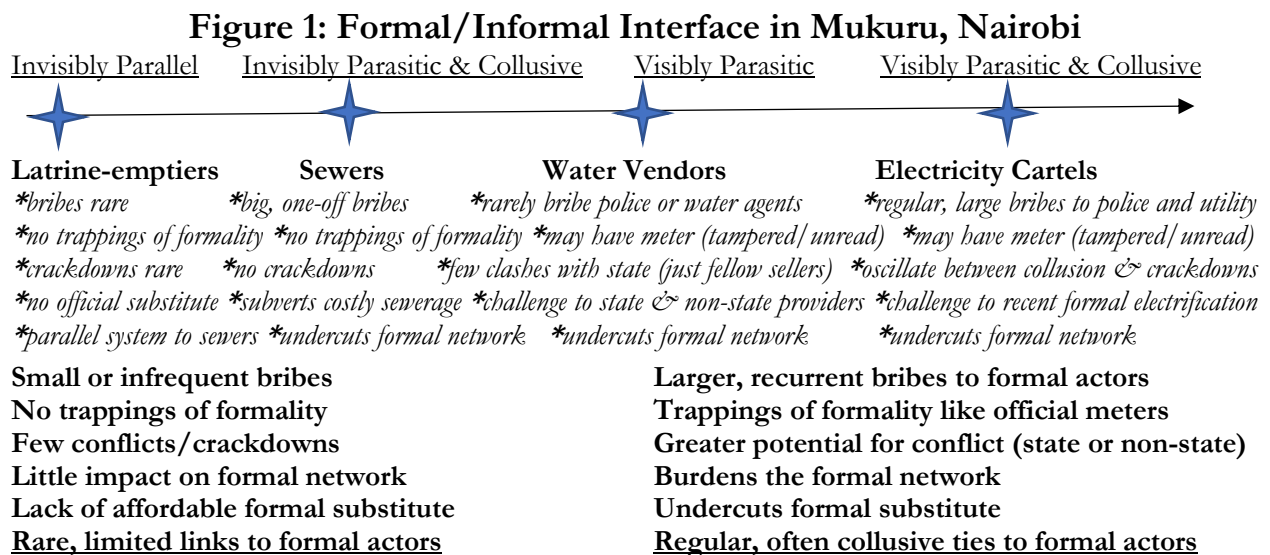 Figure 1: Formal/Informal Interface in Mukuru, Nairobi
Invisibly Parallel Invisibly Parasitic & Collusive Visibly Parasitic Visibly Parasitic & Collusive
Latrine-emptiers Sewers Water Vendors Electricity Cartels
*bribes rare *big, one-off bribes *rarely bribe police or water agents *regular, large bribes to police and utility
*no trappings of formality *no trappings of formality *may have meter (tampered/unread) *may have meter (tampered/unread)
*crackdowns rare *no crackdowns *few clashes with state (just fellow sellers) *oscillate between collusion & crackdowns
*no official substitute *subverts costly sewerage *challenge to state & non-state providers *challenge to recent formal electrification
*parallel system to sewers *undercuts formal network *undercuts formal network *undercuts formal network
Small or infrequent bribes Larger, recurrent bribes to formal actors
No trappings of formality Trappings of formality like official meters
Few conflicts/crackdowns Greater potential for conflict (state or non-state)
Little impact on formal network Burdens the formal network
Lack of affordable formal substitute Undercuts formal substitute
Rare, limited links to formal actors Regular, often collusive ties to formal actors